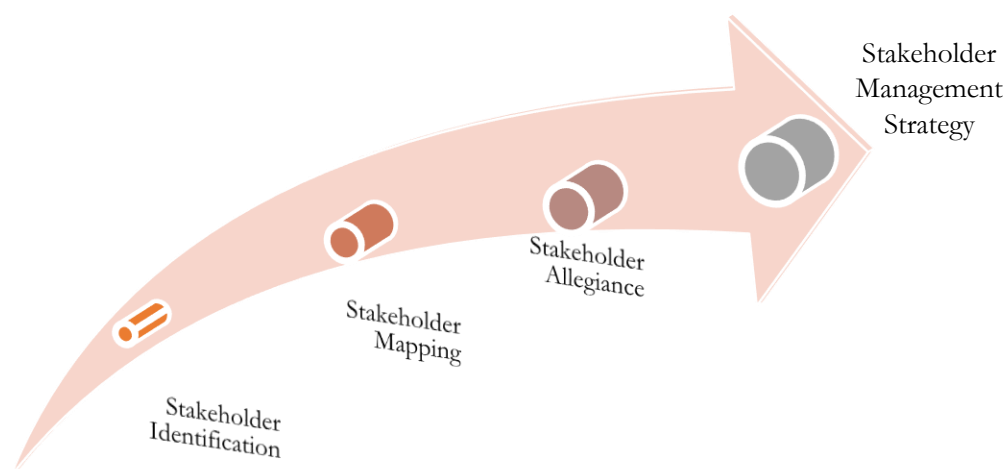 Stakeholder
Identification
Stakeholder
Mapping
Stakeholder
Allegiance
Stakeholder
Management
Strategy